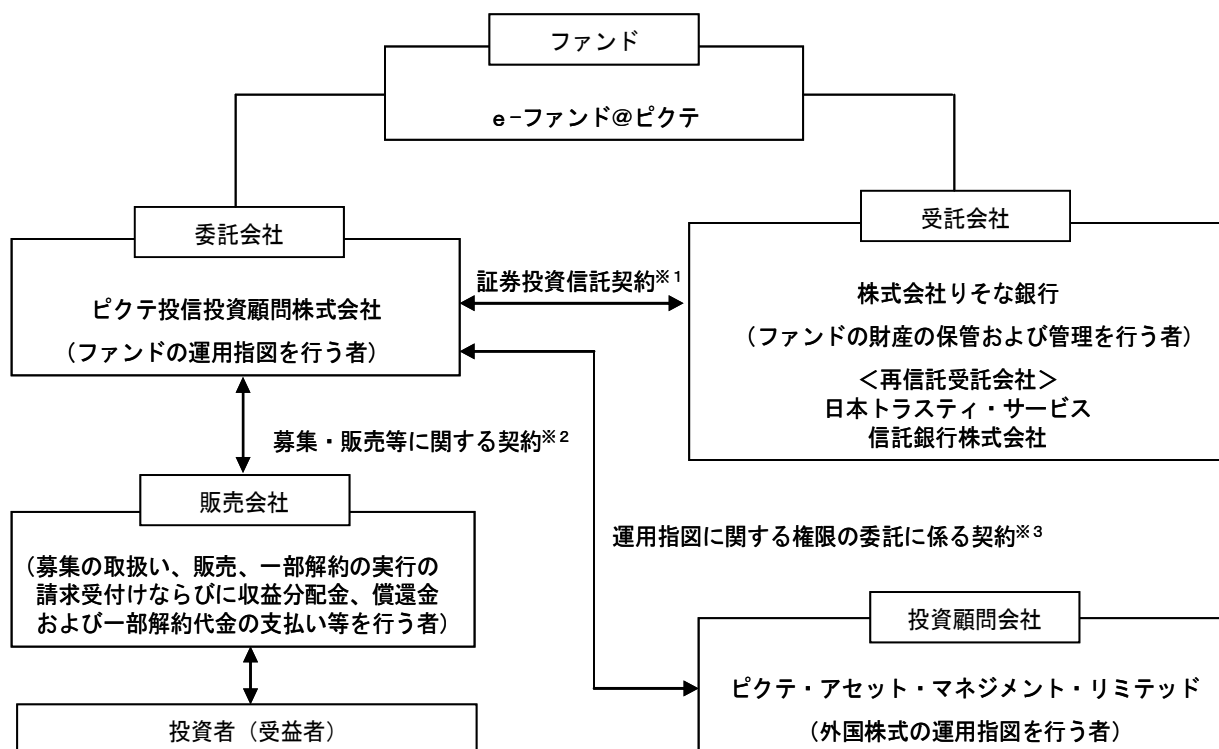 ファンド
e-ファンド@ピクテ
委託会社
ピクテ投信投資顧問株式会社
(ファンドの運用指図を行う者)
証券投資信託契約※1
受託会社
株式会社りそな銀行
(ファンドの財産の保管および管理を行う者)
<再信託受託会社>
日本トラスティ・サービス
信託銀行株式会社
募集・販売等に関する契約※2
販売会社
(募集の取扱い、販売、一部解約の実行の
請求受付けならびに収益分配金、償還金
および一部解約代金の支払い等を行う者)
運用指図に関する権限の委託に係る契約※3
投資顧問会社
ピクテ・アセット・マネジメント・リミテッド
(外国株式の運用指図を行う者)
投資者(受益者)